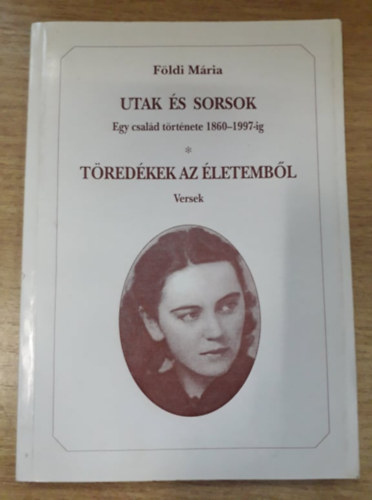 Földi Mária
UTAK ÉS SORSOK
Egy család története 1860–1997-ig
*
TÖREDÉKEK AZ ÉLETEMBŐL
Versek